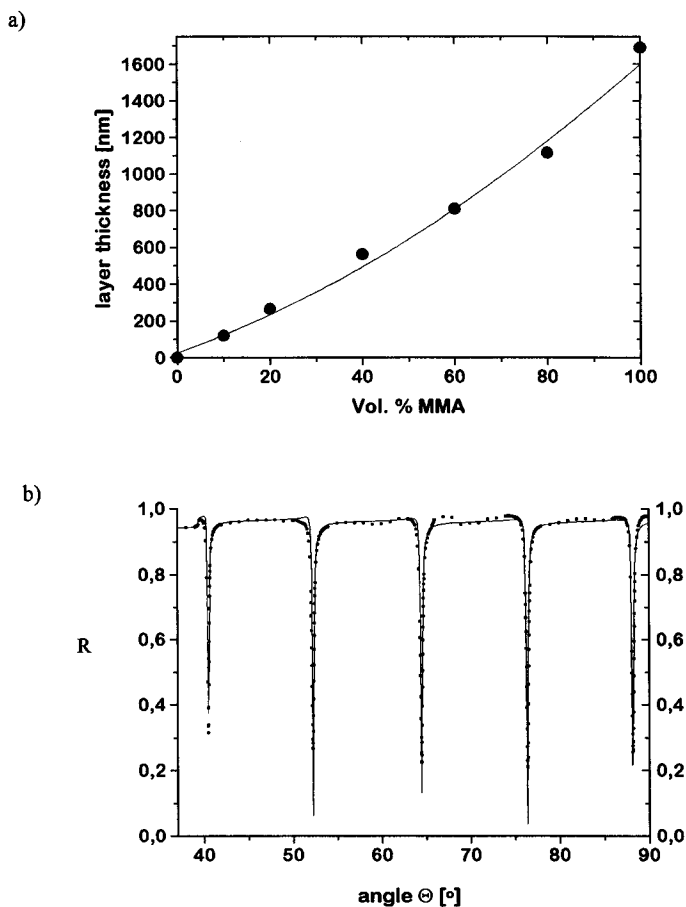 a)
1600
1400
1200
1000
800
600
400
200
0
layer thickness [nm]
0 20 40 60 80 100
Vol. % MMA
b)
1,0 1,0
0,8 0,8
0,6 0,6
R
0,4 0,4
0,2 0,2
0,0 0,0
40 50 60 70 80 90
angle Θ [º]